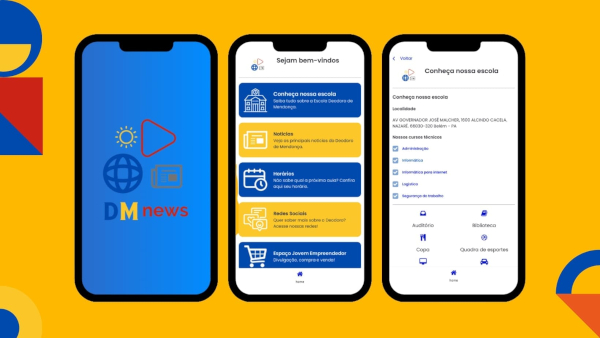 DM news
Sejam bem-vindos
Conheça nossa escola
Saiba tudo sobre a Escola Deodoro de
Mendonça.
Notícias
Veja as principais notícias do Deodoro
de Mendonça.
Horários
Não sabe qual a próxima aula? Confira
aqui seu horário.
Redes Sociais
Quer saber mais sobre o Deodoro?
Acesse nossas redes!
Espaço Jovem Empreendedor
Divulgação, compra e venda!
home
Voltar
Conheça nossa escola
Conheça nossa escola
Localidade
AV GOVERNADOR JOSÉ MALCHER, 1605 ALCINDO CACELA,
NAZARÉ. 66030-220 Belém - PA
Nossos cursos técnicos
Administração
Informática
Informática para internet
Logística
Segurança do trabalho
Auditório
Biblioteca
Copa
Quadra de esportes
home